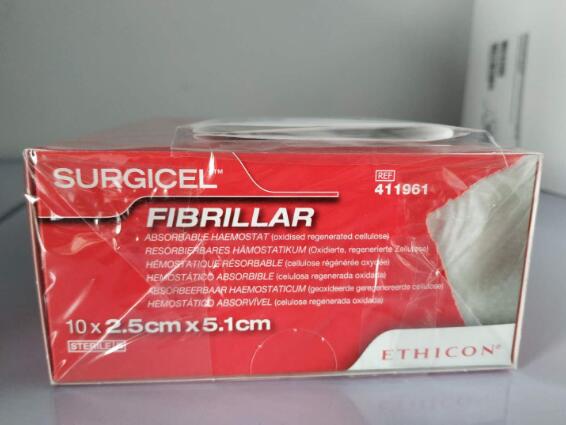 SURGICEL™
REF
411961
FIBRILLAR
ABSORBABLE HAEMOSTAT (oxidised regenerated cellulose)
RESORBIERBARES HÄMOSTATIKUM (Oxidierte, regenerierte Zellulose)
HÉMOSTATIQUE RÉSORBABLE (cellulose régénérée oxydée)
HEMOSTÁTICO ABSORBIBLE (celulosa regenerada oxidada)
ABSORBEERBAAR HAEMOSTATICUM (geoxideerde geregenereerde cellulose)
HEMOSTÁTICO ABSORVÍVEL (celulose regenerada oxidada)
10 x 2.5cm x 5.1cm
STERILE
ETHICON